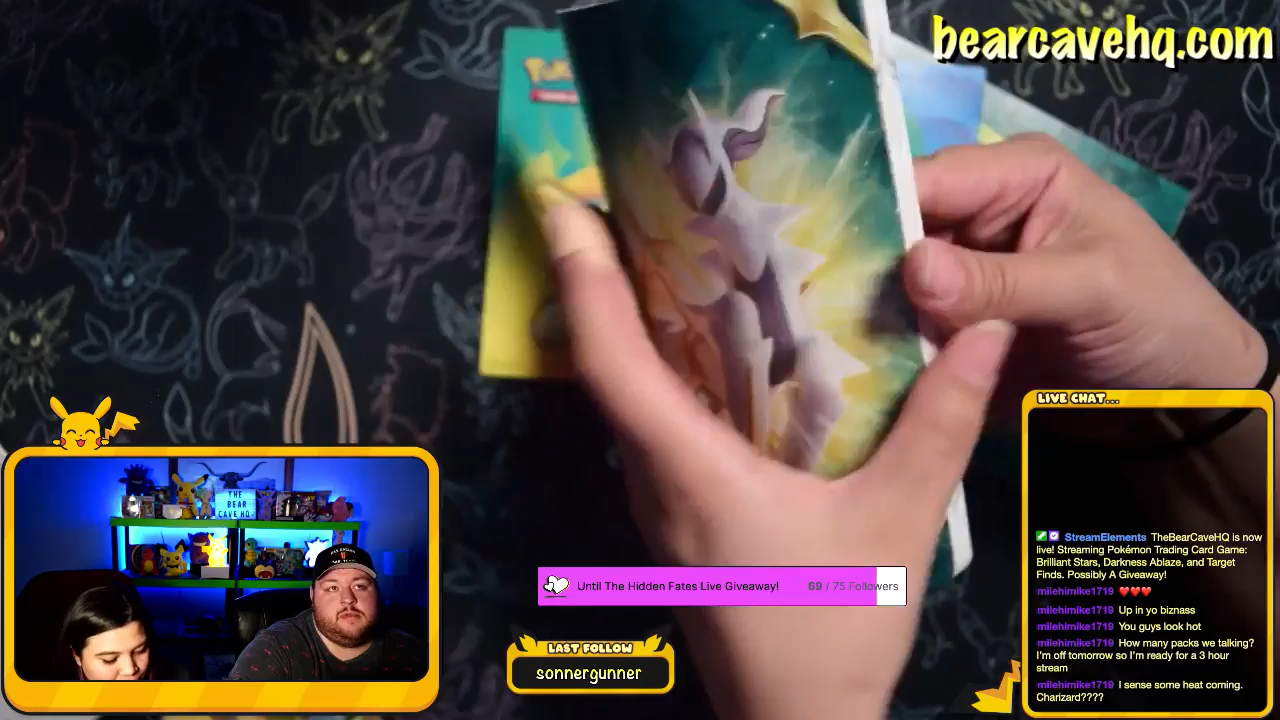 bearcavehq.com
THE
BEAR
CAVE HQ
LIVE CHAT...
StreamElements TheBearCaveHQ is now
live! Streaming Pokémon Trading Card Game:
Brilliant Stars, Darkness Ablaze, and Target
Finds. Possibly A Giveaway!
milehimike1719 ❤️❤️❤️
milehimike1719 Up in yo biznass
milehimike1719 You guys look hot
milehimike1719 How many packs we talking?
I'm off tomorrow so I'm ready for a 3 hour
stream
milehimike1719 I sense some heat coming.
Charizard????
Until The Hidden Fates Live Giveaway! 69 / 75 Followers
LAST FOLLOW
sonnergunner